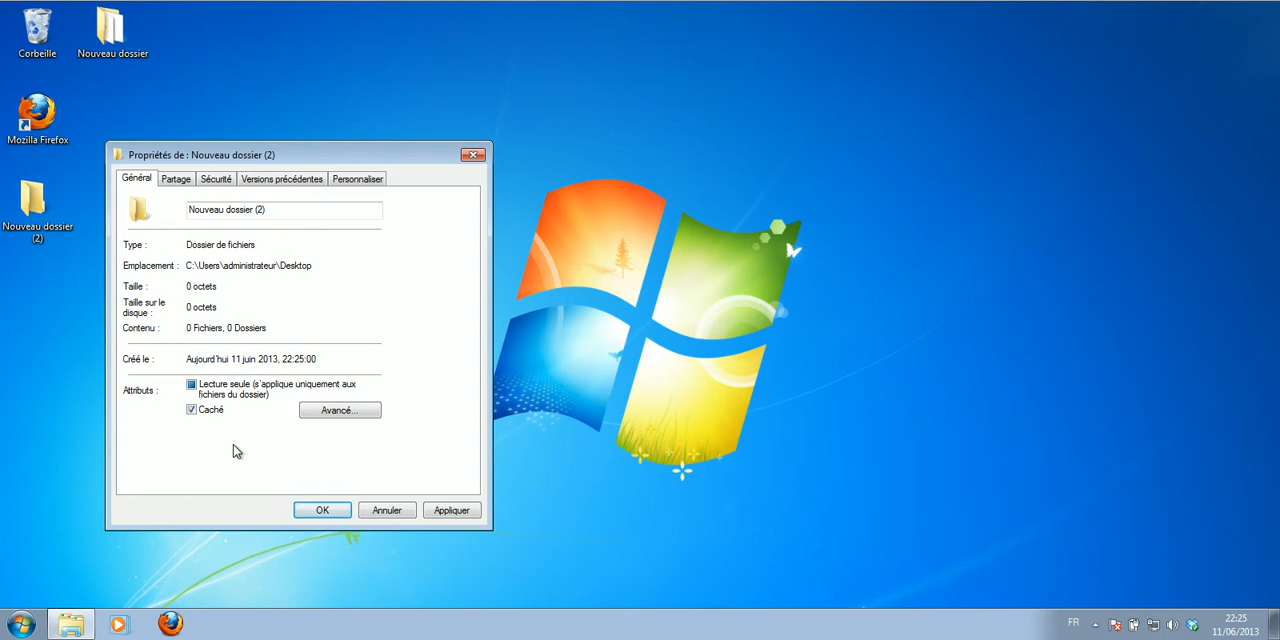 Corbeille
Nouveau dossier
Mozilla Firefox
Nouveau dossier
(2)
Propriétés de : Nouveau dossier (2)
Général Partage Sécurité Versions précédentes Personnaliser
Nouveau dossier (2)
Type : Dossier de fichiers
Emplacement : C:\Users\administrateur\Desktop
Taille : 0 octets
Taille sur le
disque : 0 octets
Contenu : 0 Fichiers, 0 Dossiers
Créé le : Aujourd'hui 11 juin 2013, 22:25:00
Attributs : Lecture seule (s'applique uniquement aux
fichiers du dossier)
Caché Avancé...
OK Annuler Appliquer
FR 22:25
11/06/2013